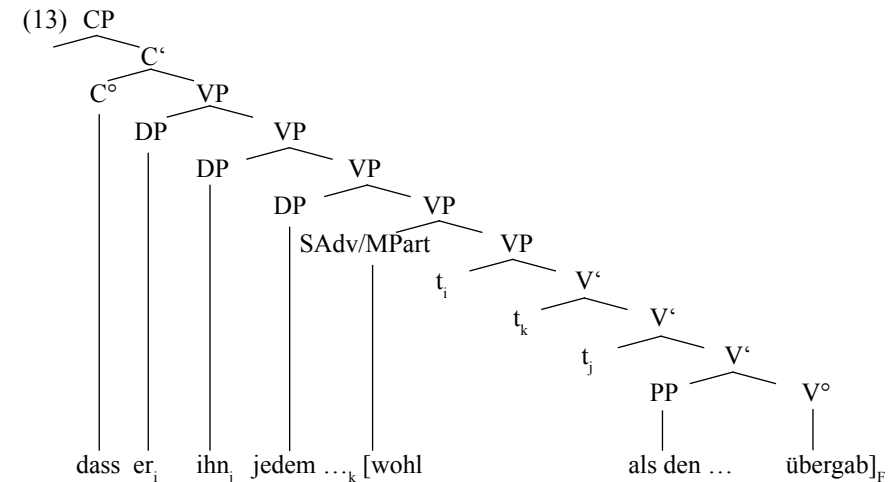 (13) CP
C‘
C° VP
DP VP
DP VP
DP VP
SAdv/MPart VP
tᵢ V‘
tₖ V‘
tⱼ V‘
PP V°
dass erᵢ ihnⱼ jedem …ₖ [wohl als den … übergab]F